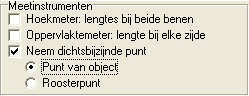 Meetinstrumenten
Hoekmeter: lengtes bij beide benen
Oppervlaktemeter: lengte bij elke zijde
Neem dichtsbijzijnde punt
Punt van object
Roosterpunt